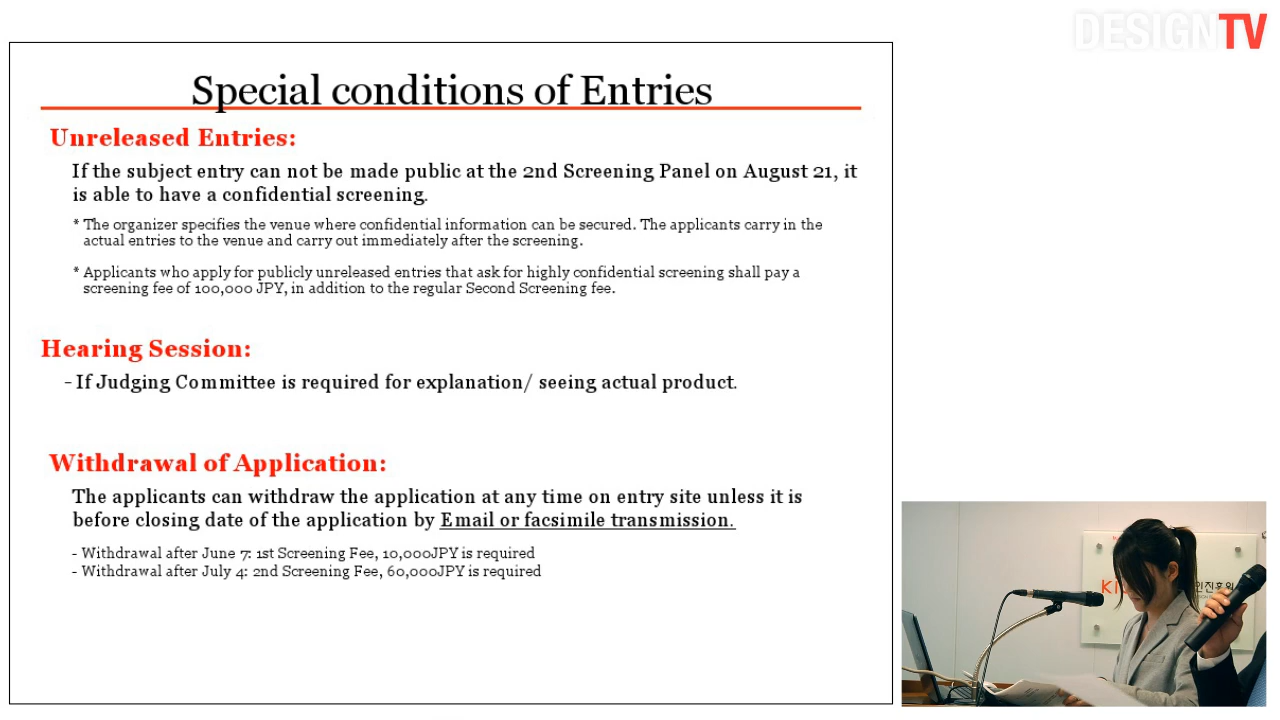 DESIGNTV
Special conditions of Entries
Unreleased Entries:
If the subject entry can not be made public at the 2nd Screening Panel on August 21, it
is able to have a confidential screening.
* The organizer specifies the venue where confidential information can be secured. The applicants carry in the
actual entries to the venue and carry out immediately after the screening.
* Applicants who apply for publicly unreleased entries that ask for highly confidential screening shall pay a
screening fee of 100,000 JPY, in addition to the regular Second Screening fee.
Hearing Session:
- If Judging Committee is required for explanation/ seeing actual product.
Withdrawal of Application:
The applicants can withdraw the application at any time on entry site unless it is
before closing date of the application by Email or facsimile transmission.
- Withdrawal after June 7: 1st Screening Fee, 10,000JPY is required
- Withdrawal after July 4: 2nd Screening Fee, 60,000JPY is required